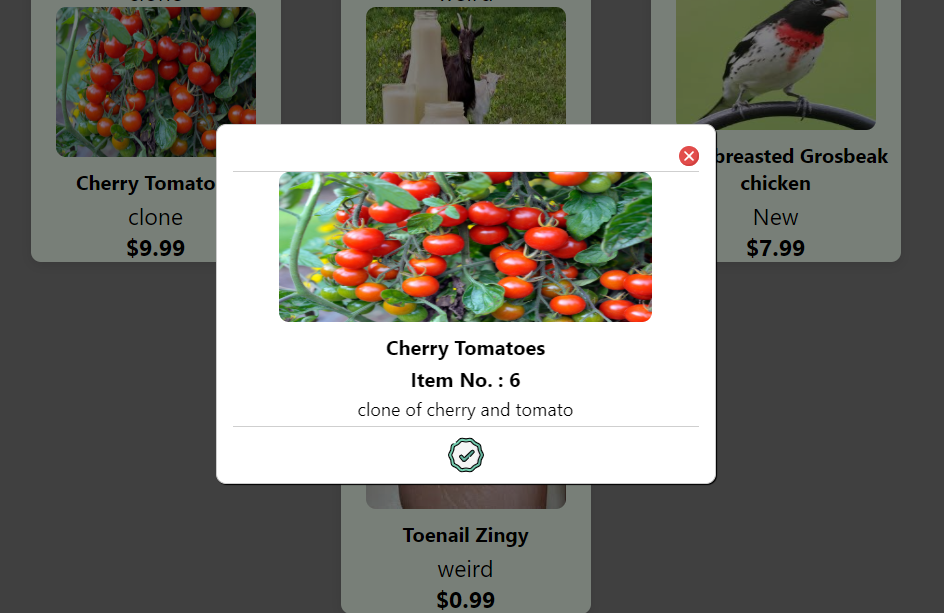 clone
weird
Cherry Tomato
clone
$9.99
breasted Grosbeak
chicken
New
$7.99
Cherry Tomatoes
Item No. : 6
clone of cherry and tomato
Toenail Zingy
weird
$0.99